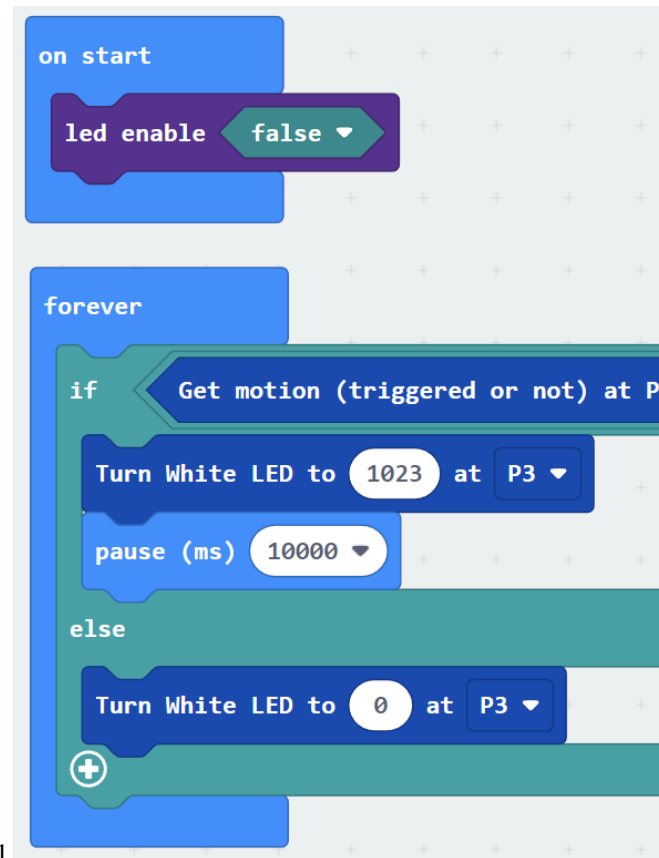 on start
led enable false
forever
if Get motion (triggered or not) at P
Turn White LED to 1023 at P3
pause (ms) 10000
else
Turn White LED to 0 at P3
1